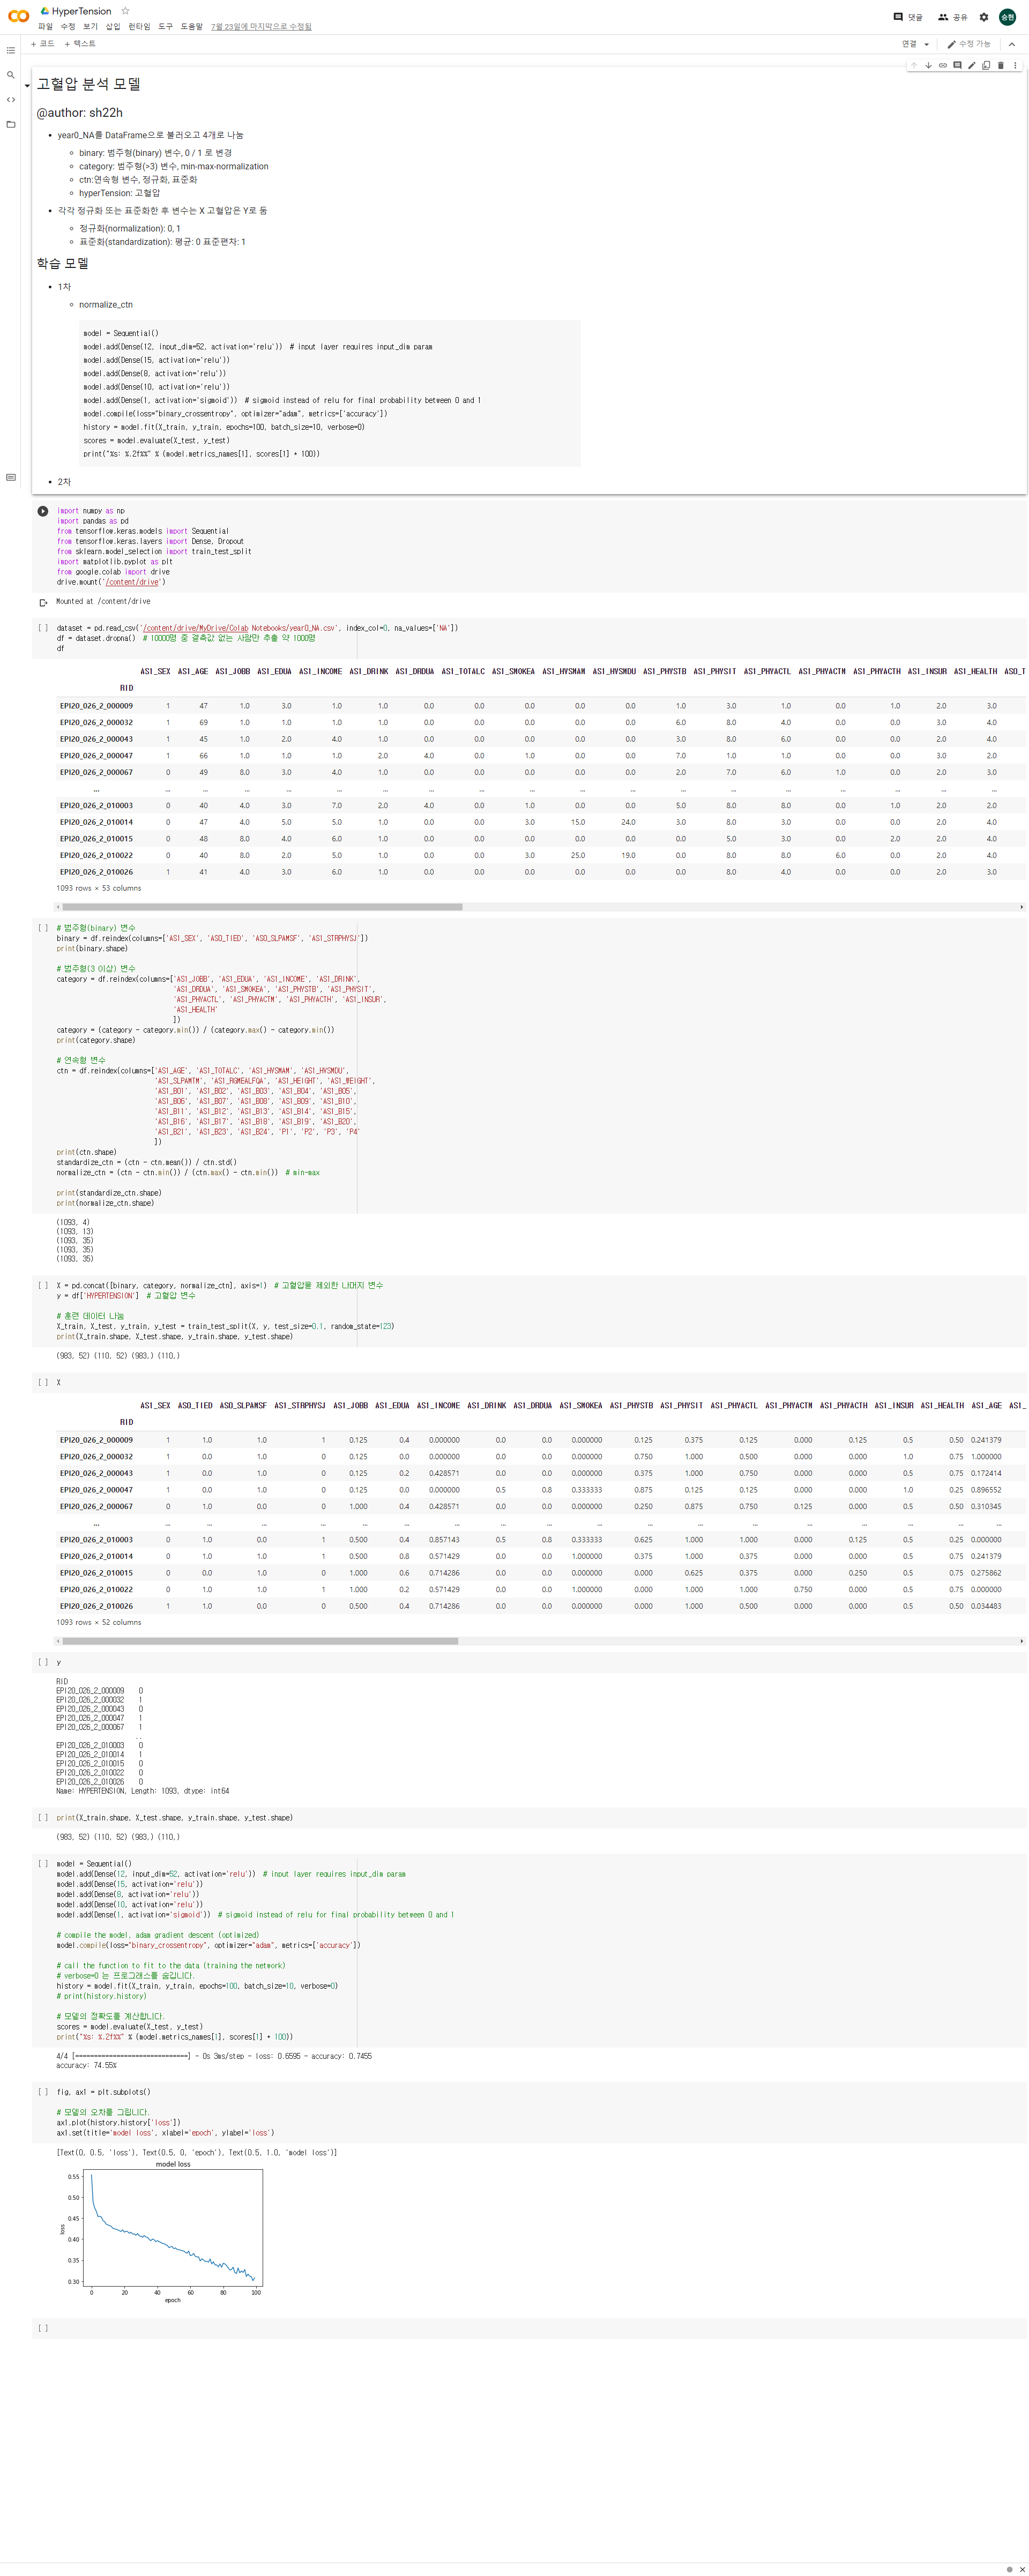 HyperTension
파일 수정 보기 삽입 런타임 도구 도움말 7월 23일에 마지막으로 수정됨
댓글 공유 승현
+ 코드 + 텍스트
연결 수정 가능
고혈압 분석 모델
@author: sh22h
year0_NA를 DataFrame으로 불러오고 4개로 나눔
binary: 범주형(binary) 변수, 0 / 1 로 변경
category: 범주형(>3) 변수, min-max-normalization
ctn:연속형 변수, 정규화, 표준화
hyperTension: 고혈압
각각 정규화 또는 표준화한 후 변수는 X 고혈압은 Y로 둠
정규화(normalization): 0, 1
표준화(standardization): 평균: 0 표준편차: 1
학습 모델
1차
normalize_ctn
model = Sequential()
model.add(Dense(12, input_dim=52, activation='relu')) # input layer requires input_dim param
model.add(Dense(15, activation='relu'))
model.add(Dense(8, activation='relu'))
model.add(Dense(10, activation='relu'))
model.add(Dense(1, activation='sigmoid')) # sigmoid instead of relu for final probability between 0 and 1
model.compile(loss="binary_crossentropy", optimizer="adam", metrics=['accuracy'])
history = model.fit(X_train, y_train, epochs=100, batch_size=10, verbose=0)
scores = model.evaluate(X_test, y_test)
print("%s: %.2f%%" % (model.metrics_names[1], scores[1] * 100))
2차
import numpy as np
import pandas as pd
from tensorflow.keras.models import Sequential
from tensorflow.keras.layers import Dense, Dropout
from sklearn.model_selection import train_test_split
import matplotlib.pyplot as plt
from google.colab import drive
drive.mount('/content/drive')
Mounted at /content/drive
[ ] dataset = pd.read_csv('/content/drive/MyDrive/Colab Notebooks/year0_NA.csv', index_col=0, na_values=['NA'])
df = dataset.dropna() # 10000명 중 결측값 없는 사람만 추출 약 1000명
df
AS1_SEX AS1_AGE AS1_JOBB AS1_EDUA AS1_INCOME AS1_DRINK AS1_DRDUA AS1_TOTALC AS1_SMOKEA AS1_HVSMAM AS1_HVSMDU AS1_PHYSTB AS1_PHYSIT AS1_PHYACTL AS1_PHYACTM AS1_PHYACTH AS1_INSUR AS1_HEALTH AS0_T
RID
EPI20_026_2_000009 1 47 1.0 3.0 1.0 1.0 0.0 0.0 0.0 0.0 0.0 1.0 3.0 1.0 0.0 1.0 2.0 3.0
EPI20_026_2_000032 1 69 1.0 1.0 1.0 1.0 0.0 0.0 0.0 0.0 0.0 6.0 8.0 4.0 0.0 0.0 3.0 4.0
EPI20_026_2_000043 1 45 1.0 2.0 4.0 1.0 0.0 0.0 0.0 0.0 0.0 3.0 8.0 6.0 0.0 0.0 2.0 4.0
EPI20_026_2_000047 1 66 1.0 1.0 1.0 2.0 4.0 0.0 1.0 0.0 0.0 7.0 1.0 1.0 0.0 0.0 3.0 2.0
EPI20_026_2_000067 0 49 8.0 3.0 4.0 1.0 0.0 0.0 0.0 0.0 0.0 2.0 7.0 6.0 1.0 0.0 2.0 3.0
... ... ... ... ... ... ... ... ... ... ... ... ... ... ... ... ... ... ...
EPI20_026_2_010003 0 40 4.0 3.0 7.0 2.0 4.0 0.0 1.0 0.0 0.0 5.0 8.0 8.0 0.0 1.0 2.0 2.0
EPI20_026_2_010014 0 47 4.0 5.0 5.0 1.0 0.0 0.0 3.0 15.0 24.0 3.0 8.0 3.0 0.0 0.0 2.0 4.0
EPI20_026_2_010015 0 48 8.0 4.0 6.0 1.0 0.0 0.0 0.0 0.0 0.0 0.0 5.0 3.0 0.0 2.0 2.0 4.0
EPI20_026_2_010022 0 40 8.0 2.0 5.0 1.0 0.0 0.0 3.0 25.0 19.0 0.0 8.0 8.0 6.0 0.0 2.0 4.0
EPI20_026_2_010026 1 41 4.0 3.0 6.0 1.0 0.0 0.0 0.0 0.0 0.0 0.0 8.0 4.0 0.0 0.0 2.0 3.0
1093 rows × 53 columns
[ ] # 범주형(binary) 변수
binary = df.reindex(columns=['AS1_SEX', 'AS0_TIED', 'AS0_SLPAMSF', 'AS1_STRPHYSJ'])
print(binary.shape)
# 범주형(3 이상) 변수
category = df.reindex(columns=['AS1_JOBB', 'AS1_EDUA', 'AS1_INCOME', 'AS1_DRINK',
'AS1_DRDUA', 'AS1_SMOKEA', 'AS1_PHYSTB', 'AS1_PHYSIT',
'AS1_PHYACTL', 'AS1_PHYACTM', 'AS1_PHYACTH', 'AS1_INSUR',
'AS1_HEALTH'
])
category = (category - category.min()) / (category.max() - category.min())
print(category.shape)
# 연속형 변수
ctn = df.reindex(columns=['AS1_AGE', 'AS1_TOTALC', 'AS1_HVSMAM', 'AS1_HVSMDU',
'AS1_SLPAMTM', 'AS1_RGMEALFQA', 'AS1_HEIGHT', 'AS1_WEIGHT',
'AS1_B01', 'AS1_B02', 'AS1_B03', 'AS1_B04', 'AS1_B05',
'AS1_B06', 'AS1_B07', 'AS1_B08', 'AS1_B09', 'AS1_B10',
'AS1_B11', 'AS1_B12', 'AS1_B13', 'AS1_B14', 'AS1_B15',
'AS1_B16', 'AS1_B17', 'AS1_B18', 'AS1_B19', 'AS1_B20',
'AS1_B21', 'AS1_B23', 'AS1_B24', 'P1', 'P2', 'P3', 'P4'
])
print(ctn.shape)
standardize_ctn = (ctn - ctn.mean()) / ctn.std()
normalize_ctn = (ctn - ctn.min()) / (ctn.max() - ctn.min()) # min-max
print(standardize_ctn.shape)
print(normalize_ctn.shape)
(1093, 4)
(1093, 13)
(1093, 35)
(1093, 35)
(1093, 35)
[ ] X = pd.concat([binary, category, normalize_ctn], axis=1) # 고혈압을 제외한 나머지 변수
y = df['HYPERTENSION'] # 고혈압 변수
# 훈련 데이터 나눔
X_train, X_test, y_train, y_test = train_test_split(X, y, test_size=0.1, random_state=123)
print(X_train.shape, X_test.shape, y_train.shape, y_test.shape)
(983, 52) (110, 52) (983,) (110,)
[ ] X
AS1_SEX AS0_TIED AS0_SLPAMSF AS1_STRPHYSJ AS1_JOBB AS1_EDUA AS1_INCOME AS1_DRINK AS1_DRDUA AS1_SMOKEA AS1_PHYSTB AS1_PHYSIT AS1_PHYACTL AS1_PHYACTM AS1_PHYACTH AS1_INSUR AS1_HEALTH AS1_AGE AS1_
RID
EPI20_026_2_000009 1 1.0 1.0 1 0.125 0.4 0.000000 0.0 0.0 0.000000 0.125 0.375 0.125 0.000 0.125 0.5 0.50 0.241379
EPI20_026_2_000032 1 0.0 1.0 0 0.125 0.0 0.000000 0.0 0.0 0.000000 0.750 1.000 0.500 0.000 0.000 1.0 0.75 1.000000
EPI20_026_2_000043 1 0.0 1.0 0 0.125 0.2 0.428571 0.0 0.0 0.000000 0.375 1.000 0.750 0.000 0.000 0.5 0.75 0.172414
EPI20_026_2_000047 1 0.0 1.0 0 0.125 0.0 0.000000 0.5 0.8 0.333333 0.875 0.125 0.125 0.000 0.000 1.0 0.25 0.896552
EPI20_026_2_000067 0 1.0 0.0 0 1.000 0.4 0.428571 0.0 0.0 0.000000 0.250 0.875 0.750 0.125 0.000 0.5 0.50 0.310345
... ... ... ... ... ... ... ... ... ... ... ... ... ... ... ... ... ... ...
EPI20_026_2_010003 0 1.0 0.0 1 0.500 0.4 0.857143 0.5 0.8 0.333333 0.625 1.000 1.000 0.000 0.125 0.5 0.25 0.000000
EPI20_026_2_010014 0 1.0 1.0 1 0.500 0.8 0.571429 0.0 0.0 1.000000 0.375 1.000 0.375 0.000 0.000 0.5 0.75 0.241379
EPI20_026_2_010015 0 0.0 1.0 0 1.000 0.6 0.714286 0.0 0.0 0.000000 0.000 0.625 0.375 0.000 0.250 0.5 0.75 0.275862
EPI20_026_2_010022 0 1.0 1.0 1 1.000 0.2 0.571429 0.0 0.0 1.000000 0.000 1.000 1.000 0.750 0.000 0.5 0.75 0.000000
EPI20_026_2_010026 1 1.0 0.0 0 0.500 0.4 0.714286 0.0 0.0 0.000000 0.000 1.000 0.500 0.000 0.000 0.5 0.50 0.034483
1093 rows × 52 columns
[ ] y
RID
EPI20_026_2_000009 0
EPI20_026_2_000032 1
EPI20_026_2_000043 0
EPI20_026_2_000047 1
EPI20_026_2_000067 1
..
EPI20_026_2_010003 0
EPI20_026_2_010014 1
EPI20_026_2_010015 0
EPI20_026_2_010022 0
EPI20_026_2_010026 0
Name: HYPERTENSION, Length: 1093, dtype: int64
[ ] print(X_train.shape, X_test.shape, y_train.shape, y_test.shape)
(983, 52) (110, 52) (983,) (110,)
[ ] model = Sequential()
model.add(Dense(12, input_dim=52, activation='relu')) # input layer requires input_dim param
model.add(Dense(15, activation='relu'))
model.add(Dense(8, activation='relu'))
model.add(Dense(10, activation='relu'))
model.add(Dense(1, activation='sigmoid')) # sigmoid instead of relu for final probability between 0 and 1
# compile the model, adam gradient descent (optimized)
model.compile(loss="binary_crossentropy", optimizer="adam", metrics=['accuracy'])
# call the function to fit to the data (training the network)
# verbose=0 는 프로그래스를 숨깁니다.
history = model.fit(X_train, y_train, epochs=100, batch_size=10, verbose=0)
# print(history.history)
# 모델의 정확도를 계산합니다.
scores = model.evaluate(X_test, y_test)
print("%s: %.2f%%" % (model.metrics_names[1], scores[1] * 100))
4/4 [==============================] - 0s 3ms/step - loss: 0.6595 - accuracy: 0.7455
accuracy: 74.55%
[ ] fig, ax1 = plt.subplots()
# 모델의 오차를 그립니다.
ax1.plot(history.history['loss'])
ax1.set(title='model loss', xlabel='epoch', ylabel='loss')
[Text(0, 0.5, 'loss'), Text(0.5, 0, 'epoch'), Text(0.5, 1.0, 'model loss')]
model loss
0.55
0.50
0.45
0.40
0.35
0.30
loss
0 20 40 60 80 100
epoch
[ ]